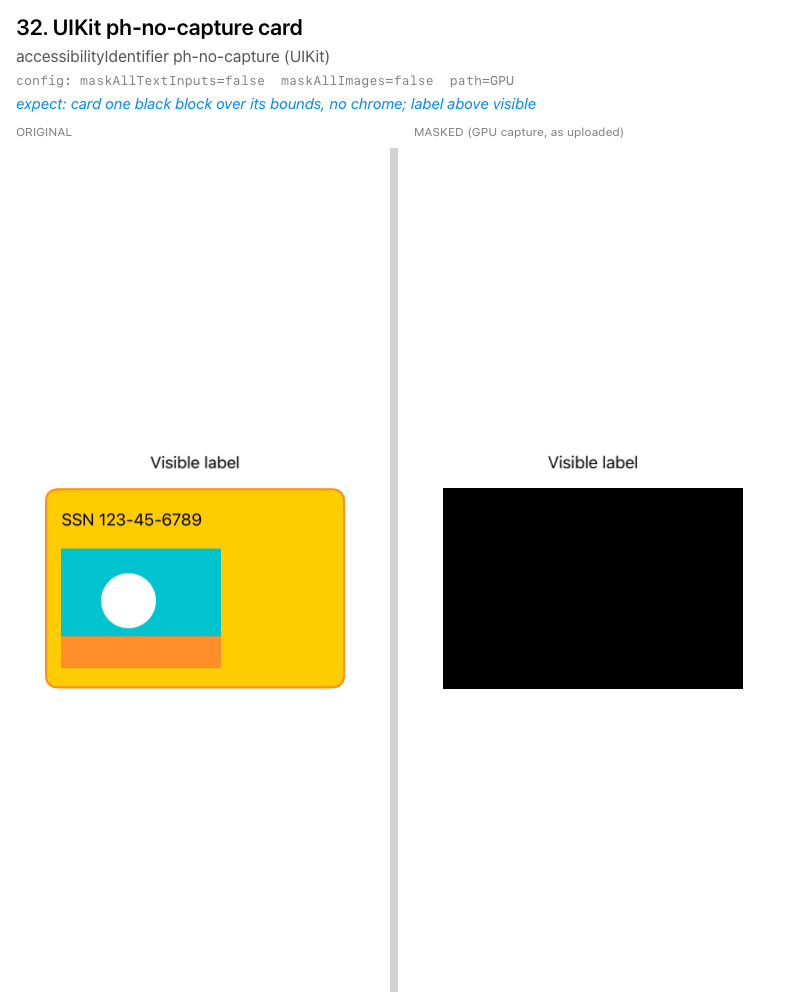 32. UIKit ph-no-capture card
accessibilityIdentifier ph-no-capture (UIKit)
config: maskAllTextInputs=false  maskAllImages=false  path=GPU
expect: card one black block over its bounds, no chrome; label above visible
ORIGINAL
MASKED (GPU capture, as uploaded)
Visible label
Visible label
SSN 123-45-6789